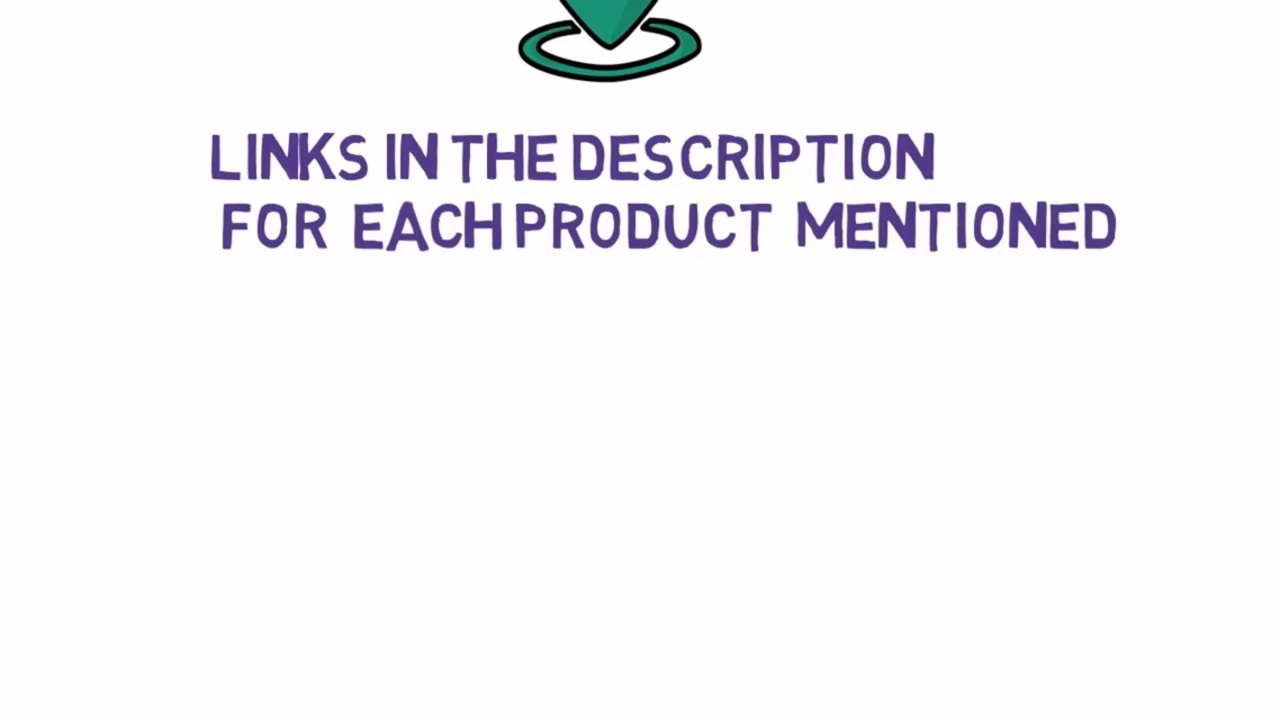 LINKS IN THE DESCRIPTION
FOR EACH PRODUCT MENTIONED